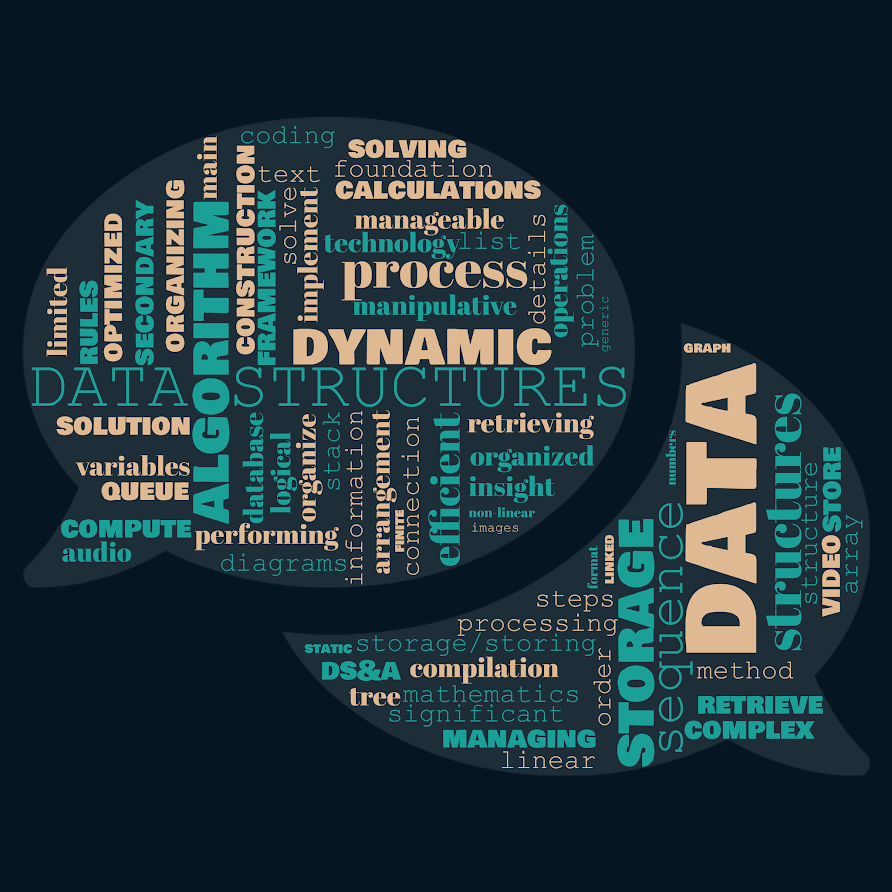 coding
main
SOLVING
text
foundation
CONSTRUCTION
CALCULATIONS
solve
implement
manageable
FRAMEWORK
technology
list
details
operations
problem
generic
process
manipulative
limited
RULES
OPTIMIZED
SECONDARY
ORGANIZING
ALGORITHM
DYNAMIC
DATA STRUCTURES
SOLUTION
variables
QUEUE
COMPUTE
audio
database
logical
organize
stack
information
arrangement
FINITE
connection
efficient
retrieving
organized
insight
non-linear
images
performing
diagrams
GRAPH
DATA
numbers
structures
structure
VIDEO
STORE
array
format
LINKED
STORAGE
sequence
steps
processing
STATIC
storage/storing
order
DS&A
compilation
tree
mathematics
significant
MANAGING
linear
method
RETRIEVE
COMPLEX